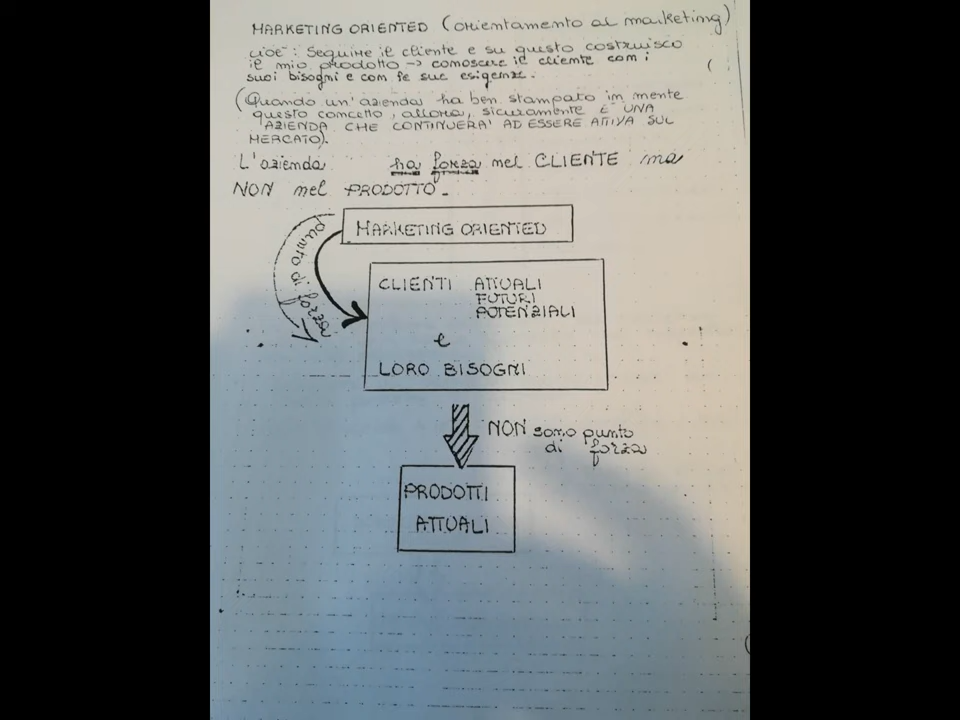 MARKETING ORIENTED (orientamento al marketing)
cioè: Seguire il cliente e su questo costruisco
il mio prodotto → conoscere il cliente con i
suoi bisogni e con le sue esigenze.
(Quando un'azienda ha ben stampato in mente
questo concetto, allora, sicuramente E' UNA
AZIENDA CHE CONTINUERA' AD ESSERE ATTIVA SUL
MERCATO).
L'azienda ha forza nel CLIENTE ma
NON nel PRODOTTO.
MARKETING ORIENTED
punto di forza
CLIENTI ATTUALI
FUTURI
POTENZIALI
e
LORO BISOGNI
NON sono punto
di forza
PRODOTTI
ATTUALI